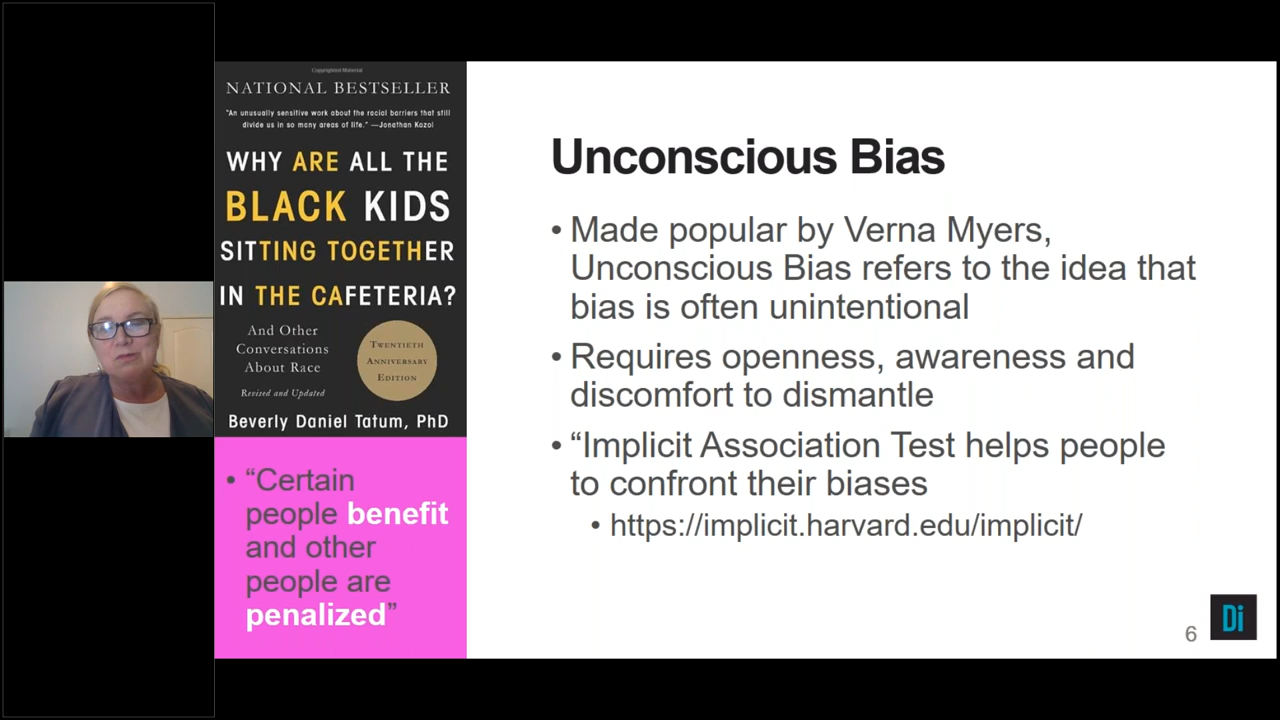 Copyrighted Material
NATIONAL BESTSELLER
"An unusually sensitive work about the racial barriers that still
divide us in so many areas of life." —Jonathan Kozol
WHY ARE ALL THE
BLACK KIDS
SITTING TOGETHER
IN THE CAFETERIA?
And Other
Conversations
About Race
Revised and Updated
TWENTIETH
ANNIVERSARY
EDITION
Beverly Daniel Tatum, PhD
• “Certain
people benefit
and other
people are
penalized”
Unconscious Bias
• Made popular by Verna Myers,
Unconscious Bias refers to the idea that
bias is often unintentional
• Requires openness, awareness and
discomfort to dismantle
• “Implicit Association Test helps people
to confront their biases
• https://implicit.harvard.edu/implicit/
6
Di